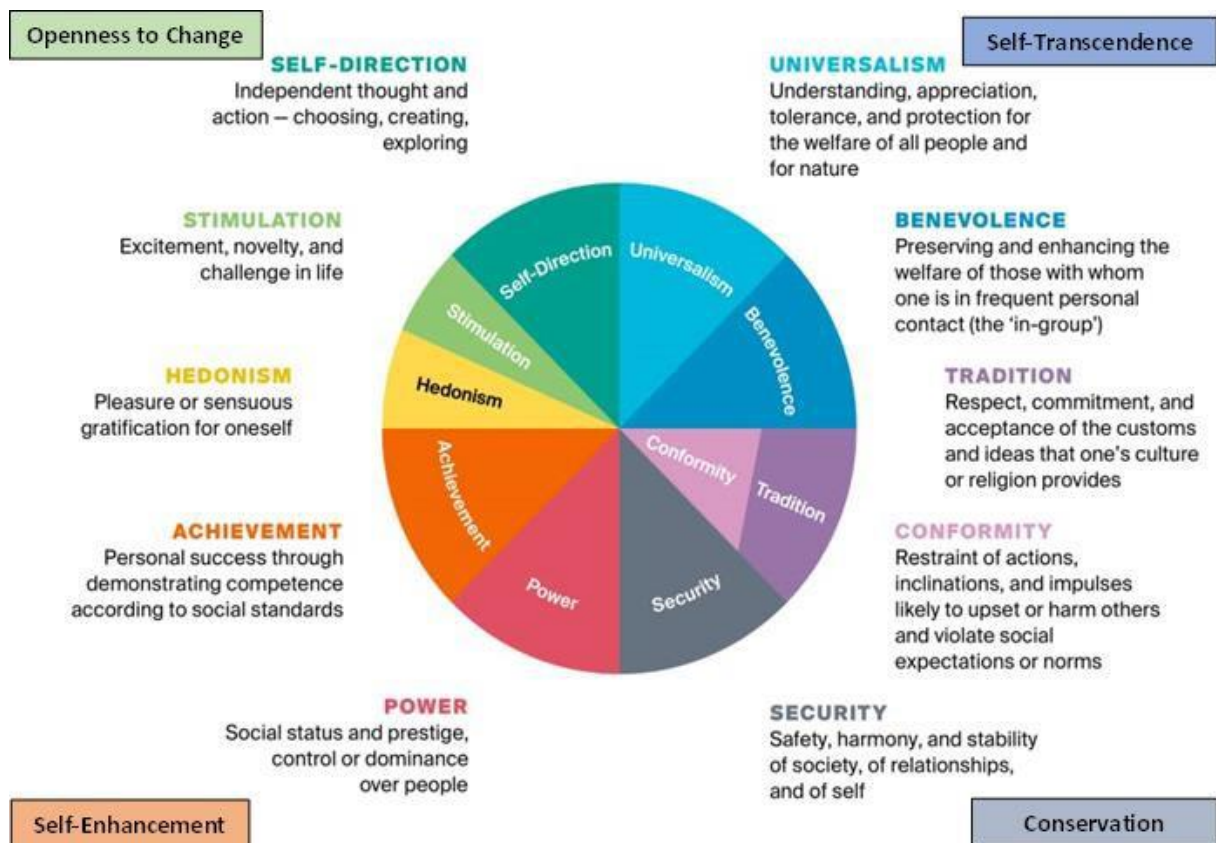 Openness to Change
Self-Transcendence
SELF-DIRECTION
Independent thought and
action – choosing, creating,
exploring
UNIVERSALISM
Understanding, appreciation,
tolerance, and protection for
the welfare of all people and
for nature
STIMULATION
Excitement, novelty, and
challenge in life
BENEVOLENCE
Preserving and enhancing the
welfare of those with whom
one is in frequent personal
contact (the ‘in-group’)
HEDONISM
Pleasure or sensuous
gratification for oneself
TRADITION
Respect, commitment, and
acceptance of the customs
and ideas that one’s culture
or religion provides
ACHIEVEMENT
Personal success through
demonstrating competence
according to social standards
CONFORMITY
Restraint of actions,
inclinations, and impulses
likely to upset or harm others
and violate social
expectations or norms
POWER
Social status and prestige,
control or dominance
over people
SECURITY
Safety, harmony, and stability
of society, of relationships,
and of self
Self-Direction
Universalism
Stimulation
Benevolence
Hedonism
Achievement
Conformity
Tradition
Power
Security
Self-Enhancement
Conservation